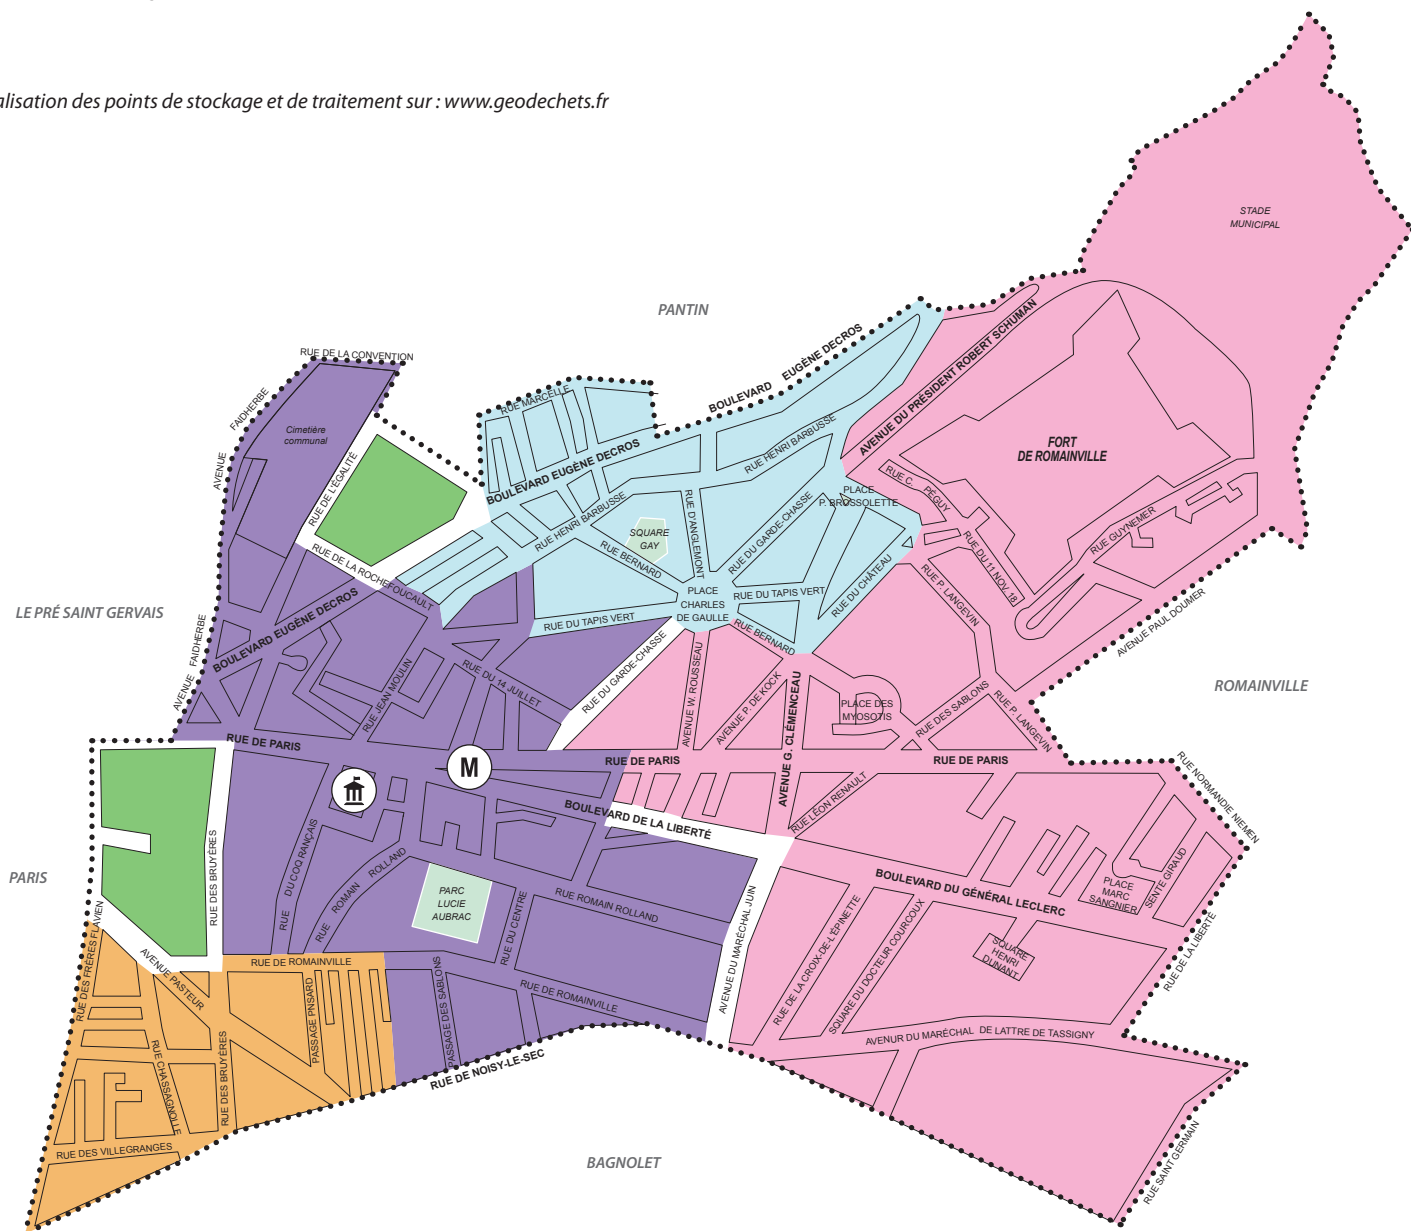 alisation des points de stockage et de traitement sur : www.geodechets.fr
STADE
MUNICIPAL
PANTIN
RUE DE LA CONVENTION
BOULEVARD
EUGÈNE DECROS
AVENUE DU PRÉSIDENT ROBERT SCHUMAN
AVENUE
FAIDHERBE
Cimetière
communal
RUE MARCELLE
BOULEVARD EUGÈNE DECROS
RUE HENRI BARBUSSE
FORT
DE ROMAINVILLE
RUE DE L'ÉGALITÉ
RUE HENRI BARBUSSE
RUE D'ANGLEMONT
RUE DU GARDE-CHASSE
PLACE
P. BROSSOLETTE
RUE C.
PÉGUY
RUE GUYNEMER
SQUARE
GAY
RUE BERNARD
RUE DU 11 NOV. 18
RUE DE LA ROCHEFOUCAULT
RUE DU TAPIS VERT
PLACE
CHARLES
DE GAULLE
RUE DU CHÂTEAU
RUE P. LANGEVIN
AVENUE PAUL DOUMER
LE PRÉ SAINT GERVAIS
AVENUE
FAIDHERBE
BOULEVARD EUGÈNE DECROS
RUE DU TAPIS VERT
RUE BERNARD
RUE DU GARDE-CHASSE
RUE JEAN MOULIN
RUE DU 14 JUILLET
AVENUE W. ROUSSEAU
AVENUE P. DE KOCK
AVENUE G. CLÉMENCEAU
PLACE DES
MYOSOTIS
RUE DES SABLONS
RUE P. LANGEVIN
ROMAINVILLE
RUE DE PARIS
M
RUE DE PARIS
RUE DE PARIS
RUE NORMANDIE NIEMEN
BOULEVARD DE LA LIBERTÉ
RUE LÉON RENAULT
RUE DES BRUYÈRES
RUE
DU COQ
RANÇAIS
RUE
ROMAIN
ROLLAND
PARIS
PARC
LUCIE
AUBRAC
RUE ROMAIN ROLLAND
RUE DU CENTRE
BOULEVARD DU GÉNÉRAL LECLERC
PLACE
MARC
SANGNIER
SENTE GIRAUD
RUE DES FRÈRES FLAVIEN
AVENUE PASTEUR
RUE DE ROMAINVILLE
AVENUE DU MARÉCHAL JUIN
RUE DE LA CROIX-DE-L'ÉPINETTE
SQUARE DU DOCTEUR COURCOUX
SQUARE
HENRI
DUNANT
RUE DE LA LIBERTE
RUE DE ROMAINVILLE
PASSAGE PNSARD
PASSAGE DES SABLONS
AVENUR DU MARÉCHAL DE LATTRE DE TASSIGNY
RUE CHASSAGNOLLE
RUE DES BRUYÈRES
RUE DE NOISY-LE-SEC
RUE DES VILLEGRANGES
BAGNOLET
RUE SAINT GERMAIN